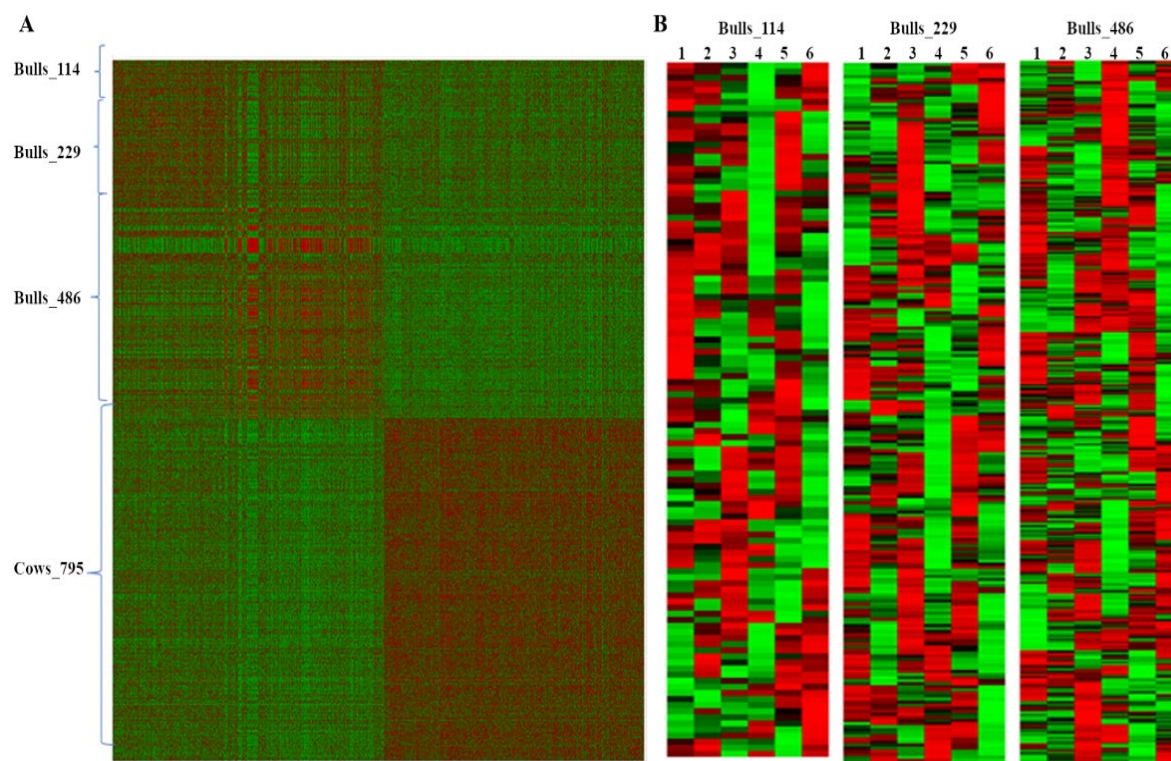 A
Bulls_114
Bulls_229
Bulls_486
Cows_795
B
Bulls_114 Bulls_229 Bulls_486
1 2 3 4 5 6 1 2 3 4 5 6 1 2 3 4 5 6